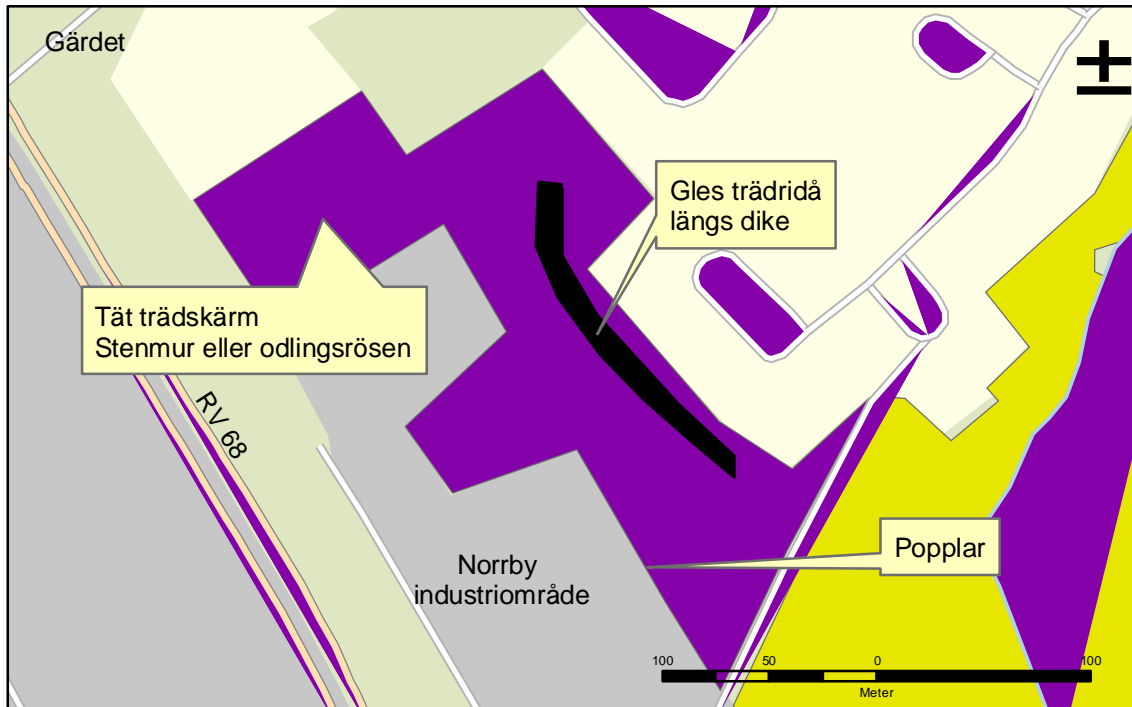 Gärdet
Gles trädridå
längs dike
Tät trädskärm
Stenmur eller odlingsrösen
RV 68
Popplar
Norrby
industriområde
100 50 0 100
Meter